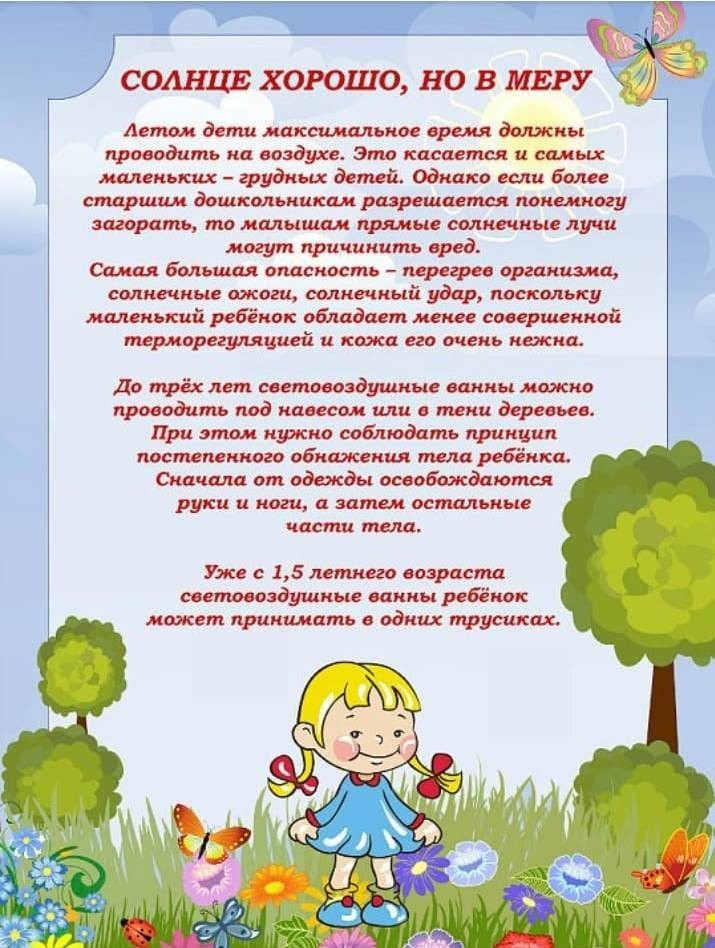 СОЛНЦЕ ХОРОШО, НО В МЕРУ
Летом дети максимальное время должны
проводить на воздухе. Это касается и самых
маленьких – грудных детей. Однако если более
старшим дошкольникам разрешается понемногу
загорать, то малышам прямые солнечные лучи
могут причинить вред.
Самая большая опасность – перегрев организма,
солнечные ожоги, солнечный удар, поскольку
маленький ребёнок обладает менее совершенной
терморегуляцией и кожа его очень нежна.
До трёх лет световоздушные ванны можно
проводить под навесом или в тени деревьев.
При этом нужно соблюдать принцип
постепенного обнажения тела ребёнка.
Сначала от одежды освобождаются
руки и ноги, а затем остальные
части тела.
Уже с 1,5 летнего возраста
световоздушные ванны ребёнок
может принимать в одних трусиках.